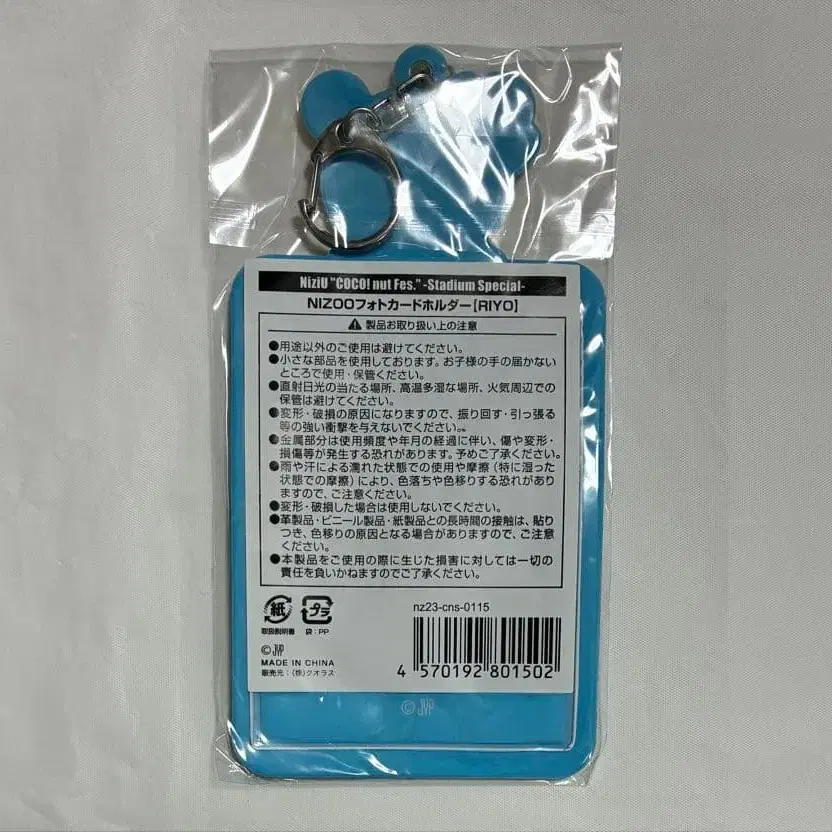 NiziU "COCO! nut Fes." -Stadium Special-
NIZOOフォトカードホルダー[RIYO]
⚠製品お取り扱い上の注意
●用途以外のご使用は避けてください。
●小さな部品を使用しております。お子様の手の届かない
ところで使用・保管ください。
●直射日光の当たる場所、高温多湿な場所、火気周辺での
保管は避けてください。
●変形・破損の原因になりますので、振り回す・引っ張る
等の強い衝撃を与えないでください。
●金属部分は使用頻度や年月の経過に伴い、傷や変形・
損傷等が発生する恐れがあります。予めご了承ください。
●雨や汗による濡れた状態での使用や摩擦（特に湿った
状態での摩擦）により、色落ちや色移りする恐れがあり
ますので、ご注意ください。
●変形・破損した場合は使用しないでください。
●革製品・ビニール製品・紙製品との長時間の接触は、貼り
つき、色移りの原因となる場合がありますので、ご注意
ください。
●本製品をご使用の際に生じた損害に対しては一切の
責任を負いかねますのでご了承ください。
紙
プラ
取扱説明書
袋：PP
nz23-cns-0115
©JYP
MADE IN CHINA
販売元：（株）クオラス
4 570192 801502
©JYP